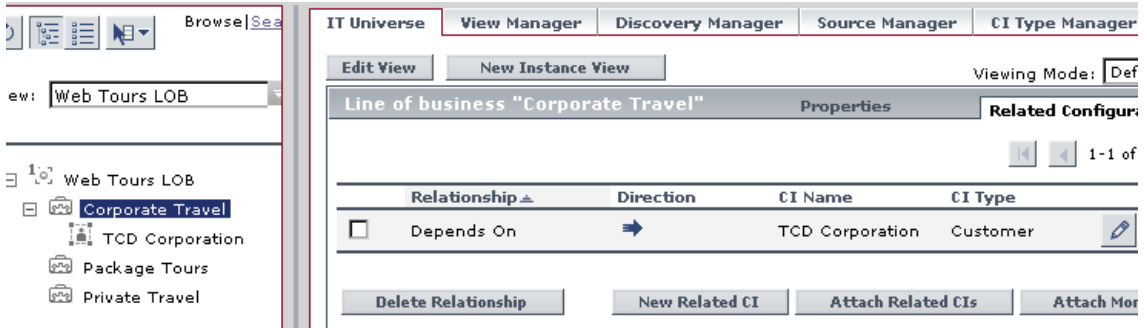 Browse|Sea
ew: Web Tours LOB
Web Tours LOB
Corporate Travel
TCD Corporation
Package Tours
Private Travel
IT Universe View Manager Discovery Manager Source Manager CI Type Manager
Edit View New Instance View Viewing Mode: Def
Line of business "Corporate Travel" Properties Related Configura
1-1 of
Relationship Direction CI Name CI Type
Depends On TCD Corporation Customer
Delete Relationship New Related CI Attach Related CIs Attach Mor